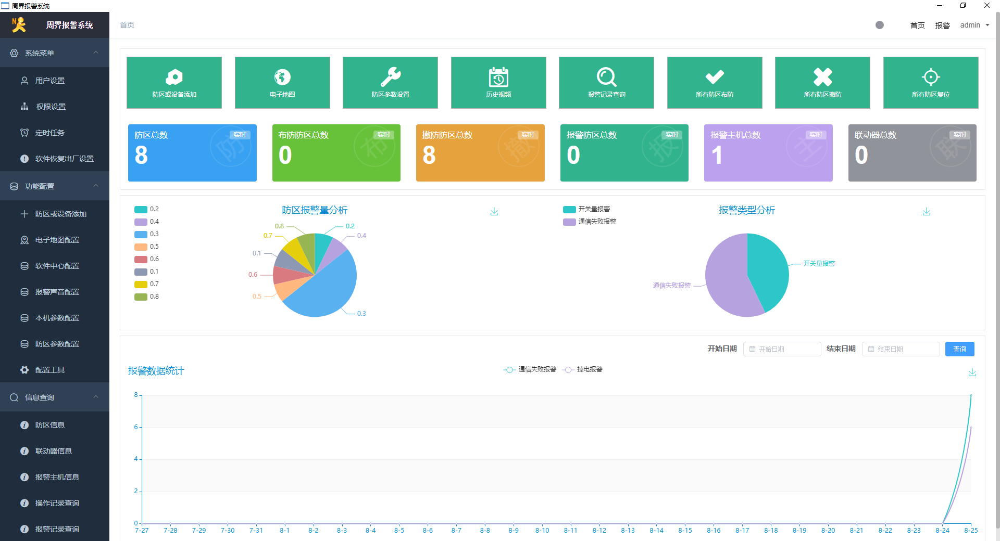 周界报警系统
周界报警系统
首页
首页 报警 admin
系统菜单
用户设置
权限设置
定时任务
软件恢复出厂设置
功能配置
防区或设备添加
电子地图配置
软件中心配置
报警声音配置
本机参数配置
防区参数配置
配置工具
信息查询
防区信息
联动器信息
报警主机信息
操作记录查询
报警记录查询
防区或设备添加 电子地图 防区参数设置 历史视频 报警记录查询 所有防区布防 所有防区撤防 所有防区复位
防区总数 实时 防
8
布防防区总数 实时 布
0
撤防防区总数 实时 撤
8
报警防区总数 实时 报
0
报警主机总数 实时 主
1
联动器总数 实时 联
0
防区报警量分析
0.2
0.4
0.3
0.5
0.6
0.1
0.7
0.8
0.8 0.2
0.7 0.4
0.1
0.6
0.5
0.3
报警类型分析
开关量报警
通信失败报警
开关量报警
通信失败报警
开始日期 开始日期 结束日期 结束日期 查询
报警数据统计
通信失败报警 掉电报警
8
6
4
2
0
7-27 7-28 7-29 7-30 7-31 8-1 8-2 8-3 8-4 8-5 8-6 8-7 8-8 8-9 8-10 8-11 8-12 8-13 8-14 8-15 8-16 8-17 8-18 8-19 8-20 8-21 8-22 8-23 8-24 8-25